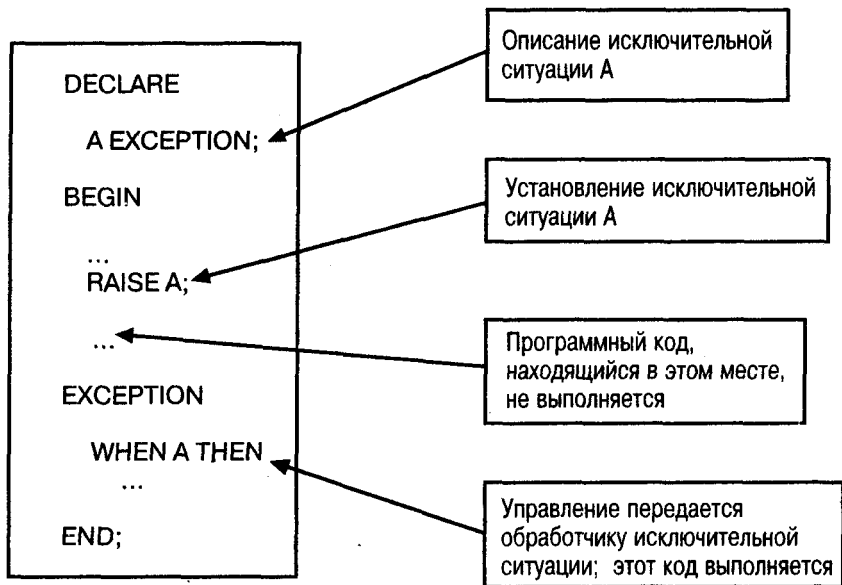 DECLARE
A EXCEPTION;
BEGIN
...
RAISE A;
...
EXCEPTION
WHEN A THEN
...
END;
Описание исключительной
ситуации А
Установление исключительной
ситуации А
Программный код,
находящийся в этом месте,
не выполняется
Управление передается
обработчику исключительной
ситуации; этот код выполняется